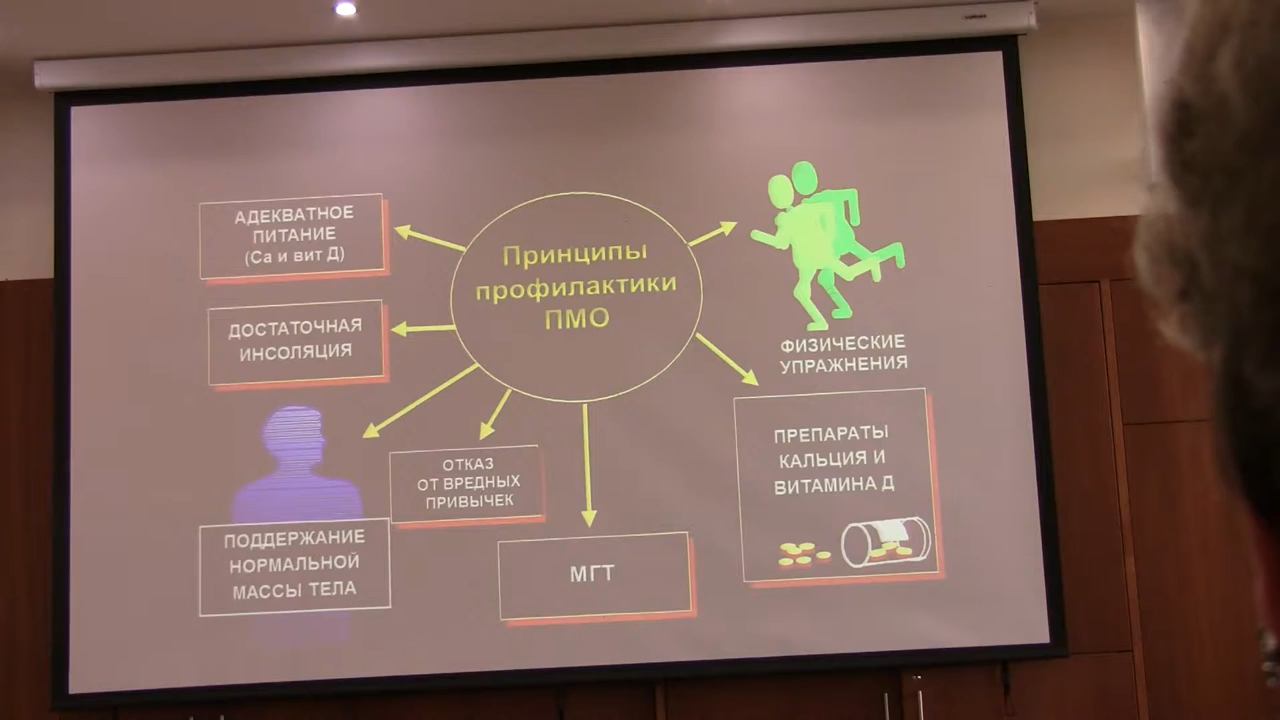 Принципы
профилактики
ПМО
АДЕКВАТНОЕ
ПИТАНИЕ
(Са и вит Д)
ДОСТАТОЧНАЯ
ИНСОЛЯЦИЯ
ПОДДЕРЖАНИЕ
НОРМАЛЬНОЙ
МАССЫ ТЕЛА
ОТКАЗ
ОТ ВРЕДНЫХ
ПРИВЫЧЕК
МГТ
ФИЗИЧЕСКИЕ
УПРАЖНЕНИЯ
ПРЕПАРАТЫ
КАЛЬЦИЯ И
ВИТАМИНА Д